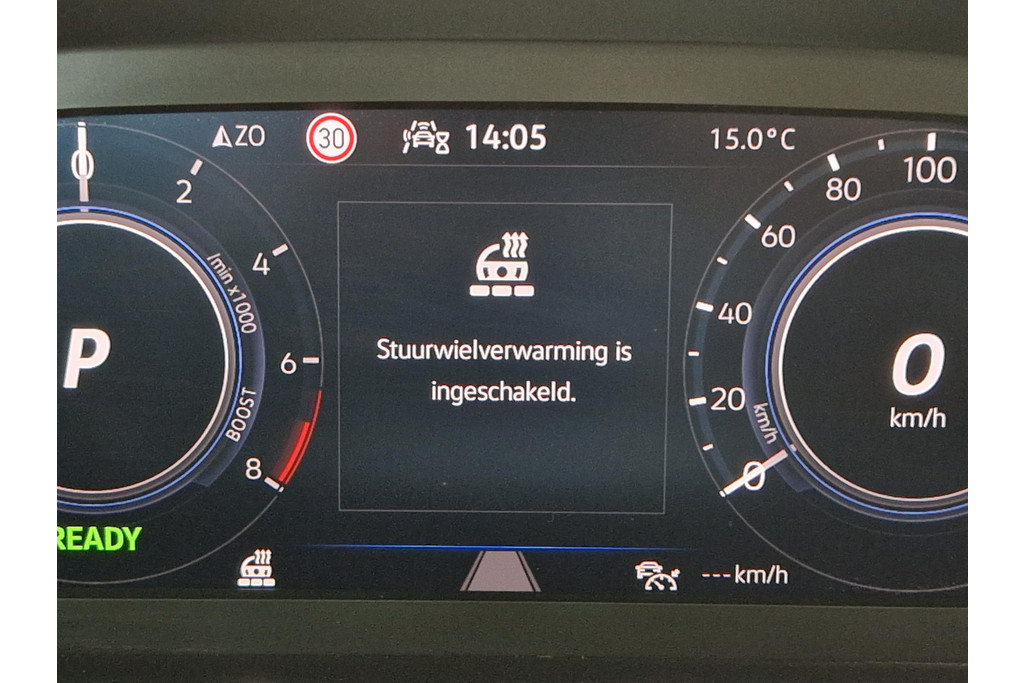 ZO 30 14:05 15.0°C
0
2
4
/min x1000
6
BOOST
8
P
READY
Stuurwielverwarming is
ingeschakeld.
---km/h
100
80
60
40
20
km/h
0
0
km/h